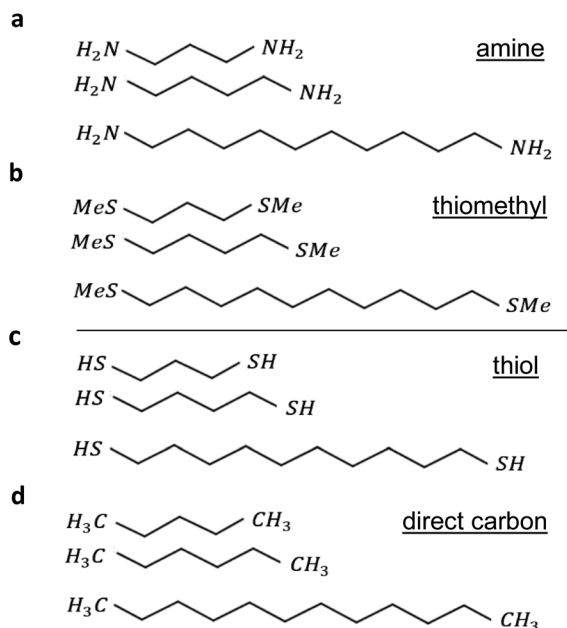 a
H₂N NH₂ amine
H₂N NH₂
H₂N NH₂
b
MeS SMe thiomethyl
MeS SMe
MeS SMe
c
HS SH thiol
HS SH
HS SH
d
H₃C CH₃ direct carbon
H₃C CH₃
H₃C CH₃